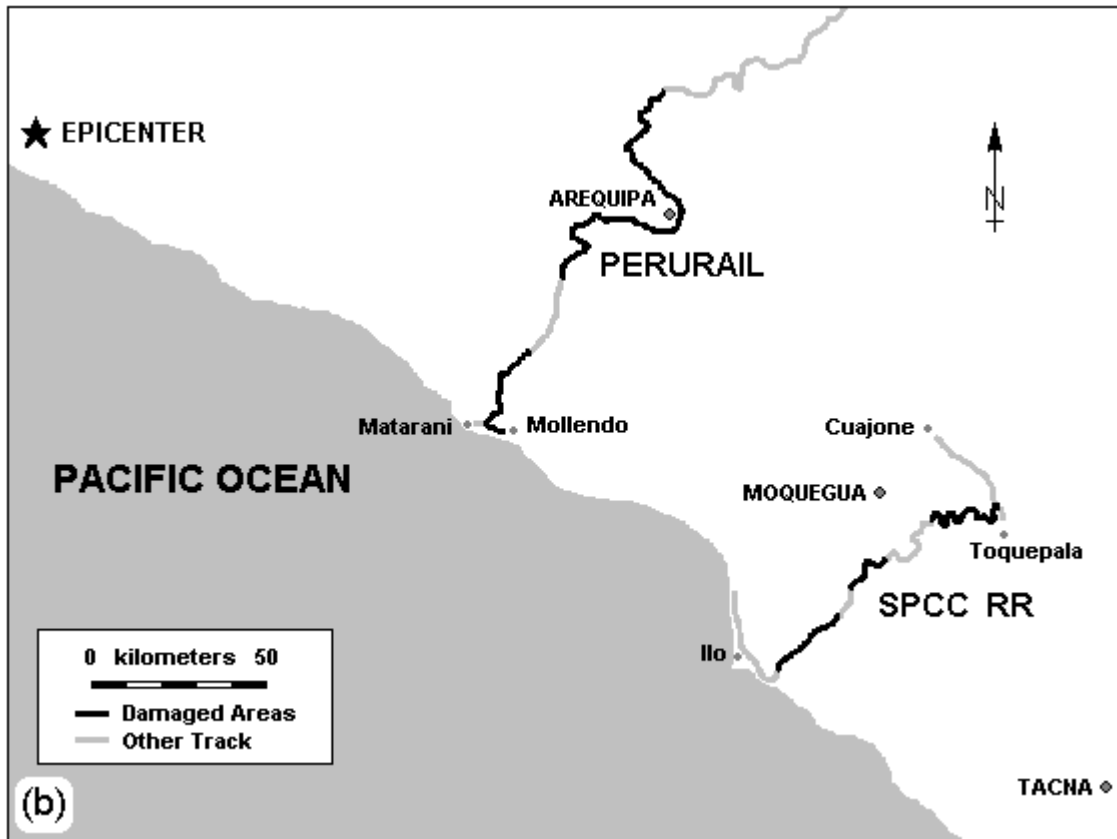 EPICENTER
N
AREQUIPA
PERURAIL
Matarani
Mollendo
Cuajone
PACIFIC OCEAN
MOQUEGUA
Toquepala
SPCC RR
Ilo
0 kilometers 50
Damaged Areas
Other Track
TACNA
(b)